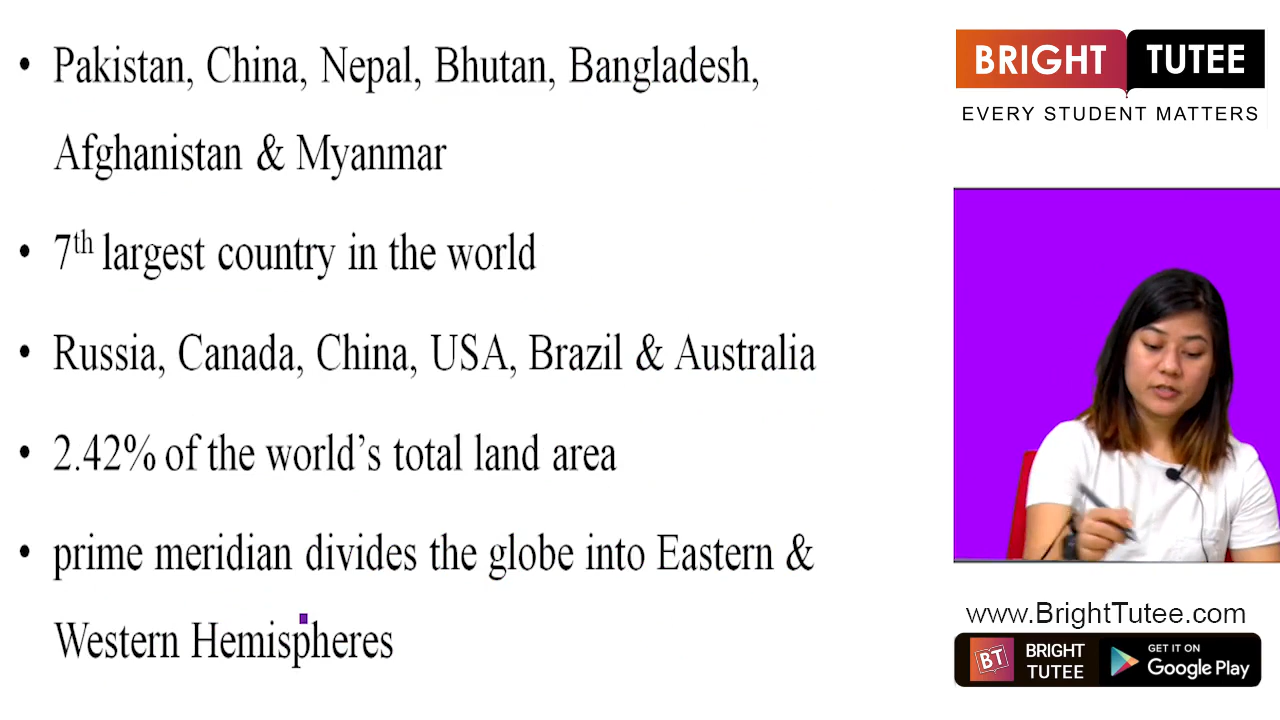 • Pakistan, China, Nepal, Bhutan, Bangladesh,
Afghanistan & Myanmar
• 7th largest country in the world
• Russia, Canada, China, USA, Brazil & Australia
• 2.42% of the world's total land area
• prime meridian divides the globe into Eastern &
Western Hemispheres
BRIGHT TUTEE
EVERY STUDENT MATTERS
www.BrightTutee.com
BT
BRIGHT
TUTEE
GET IT ON
Google Play